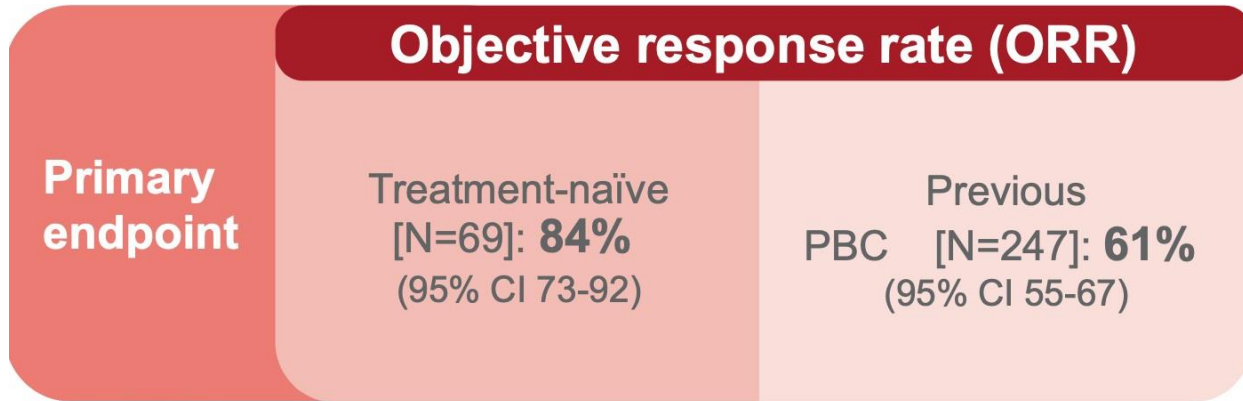 Objective response rate (ORR)
Primary
endpoint
Treatment-naïve
[N=69]: 84%
(95% CI 73-92)
Previous
PBC [N=247]: 61%
(95% CI 55-67)